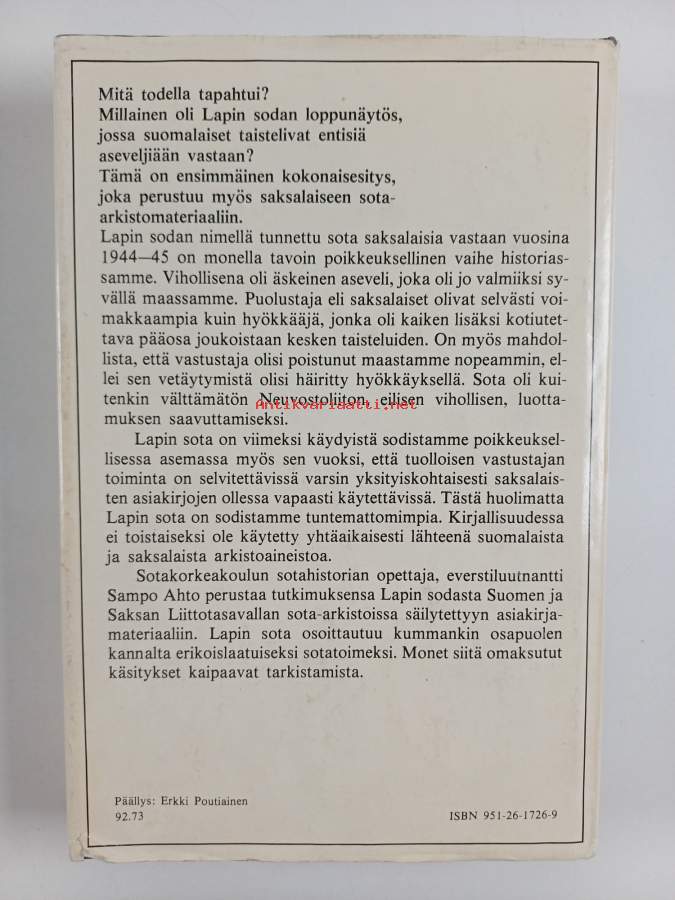 Mitä todella tapahtui?
Millainen oli Lapin sodan loppunäytös,
jossa suomalaiset taistelivat entisiä
aseveljiään vastaan?
Tämä on ensimmäinen kokonaisesitys,
joka perustuu myös saksalaiseen sota-
arkistomateriaaliin.
Lapin sodan nimellä tunnettu sota saksalaisia vastaan vuosina
1944—45 on monella tavoin poikkeuksellinen vaihe historias-
samme. Vihollisena oli äskeinen aseveli, joka oli jo valmiiksi sy-
vällä maassamme. Puolustaja eli saksalaiset olivat selvästi voi-
makkaampia kuin hyökkääjä, jonka oli kaiken lisäksi kotiutet-
tava pääosa joukoistaan kesken taisteluiden. On myös mahdol-
lista, että vastustaja olisi poistunut maastamme nopeammin, el-
lei sen vetäytymistä olisi häiritty hyökkäyksellä. Sota oli kui-
tenkin välttämätön Neuvostoliiton, eilisen vihollisen, luotta-
muksen saavuttamiseksi.
Antikvariaatti.net
Lapin sota on viimeksi käydyistä sodistamme poikkeuksel-
lisessa asemassa myös sen vuoksi, että tuolloisen vastustajan
toiminta on selvitettävissä varsin yksityiskohtaisesti saksalais-
ten asiakirjojen ollessa vapaasti käytettävissä. Tästä huolimatta
Lapin sota on sodistamme tuntemattomimpia. Kirjallisuudessa
ei toistaiseksi ole käytetty yhtäaikaisesti lähteenä suomalaista
ja saksalaista arkistoaineistoa.
Sotakorkeakoulun sotahistorian opettaja, everstiluutnantti
Sampo Ahto perustaa tutkimuksensa Lapin sodasta Suomen ja
Saksan Liittotasavallan sota-arkistoissa säilytettyyn asiakirja-
materiaaliin. Lapin sota osoittautuu kummankin osapuolen
kannalta erikoislaatuiseksi sotatoimeksi. Monet siitä omaksutut
käsitykset kaipaavat tarkistamista.
Päällys: Erkki Poutiainen
92.73
ISBN 951-26-1726-9